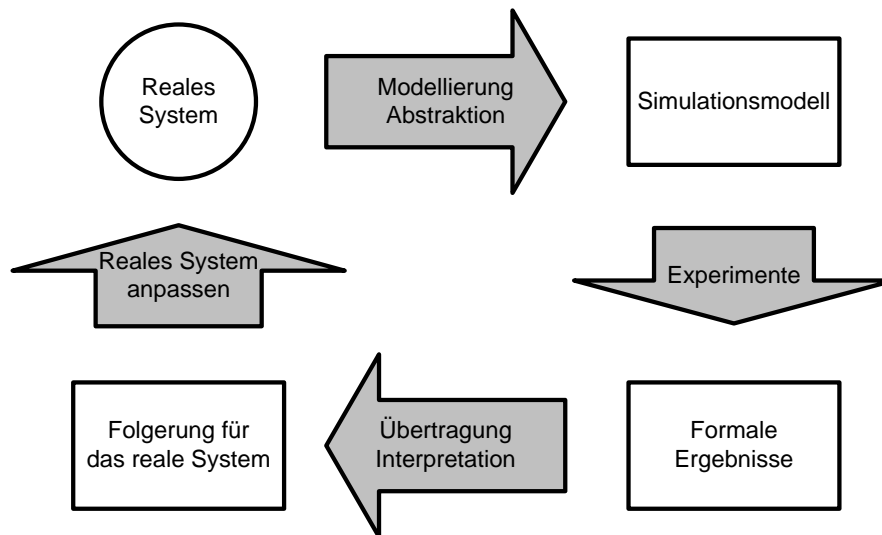 Reales
System
Modellierung
Abstraktion
Simulationsmodell
Reales System
anpassen
Experimente
Folgerung für
das reale System
Übertragung
Interpretation
Formale
Ergebnisse